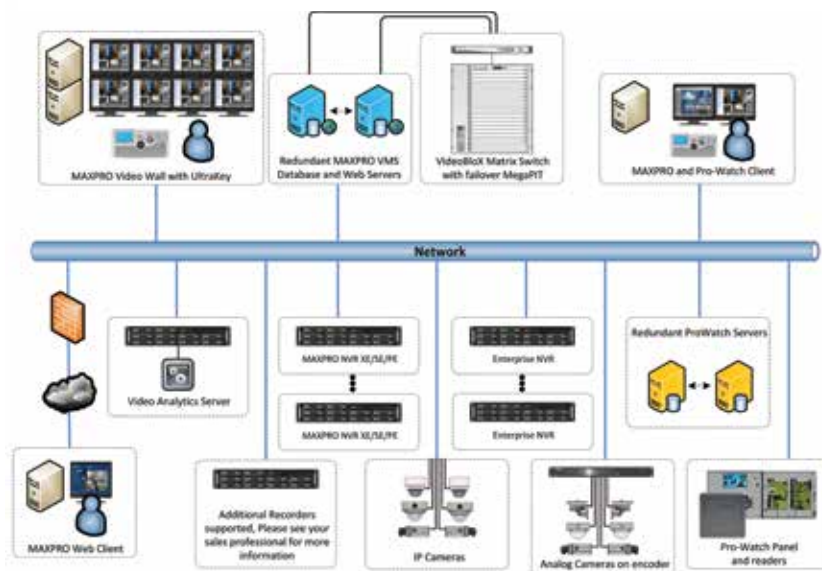 MAXPRO Video Wall with UltraKey
Redundant MAXPRO VMS
Database and Web Servers
VideoBloX Matrix Switch
with failover MegaPIT
MAXPRO and Pro-Watch Client
Network
Video Analytics Server
MAXPRO NVR XE/SE/PE
MAXPRO NVR XE/SE/PE
Enterprise NVR
Enterprise NVR
Redundant ProWatch Servers
MAXPRO Web Client
Additional Recorders
supported, Please see your
sales professional for more
information
IP Cameras
Analog Cameras on encoder
Pro-Watch Panel
and readers